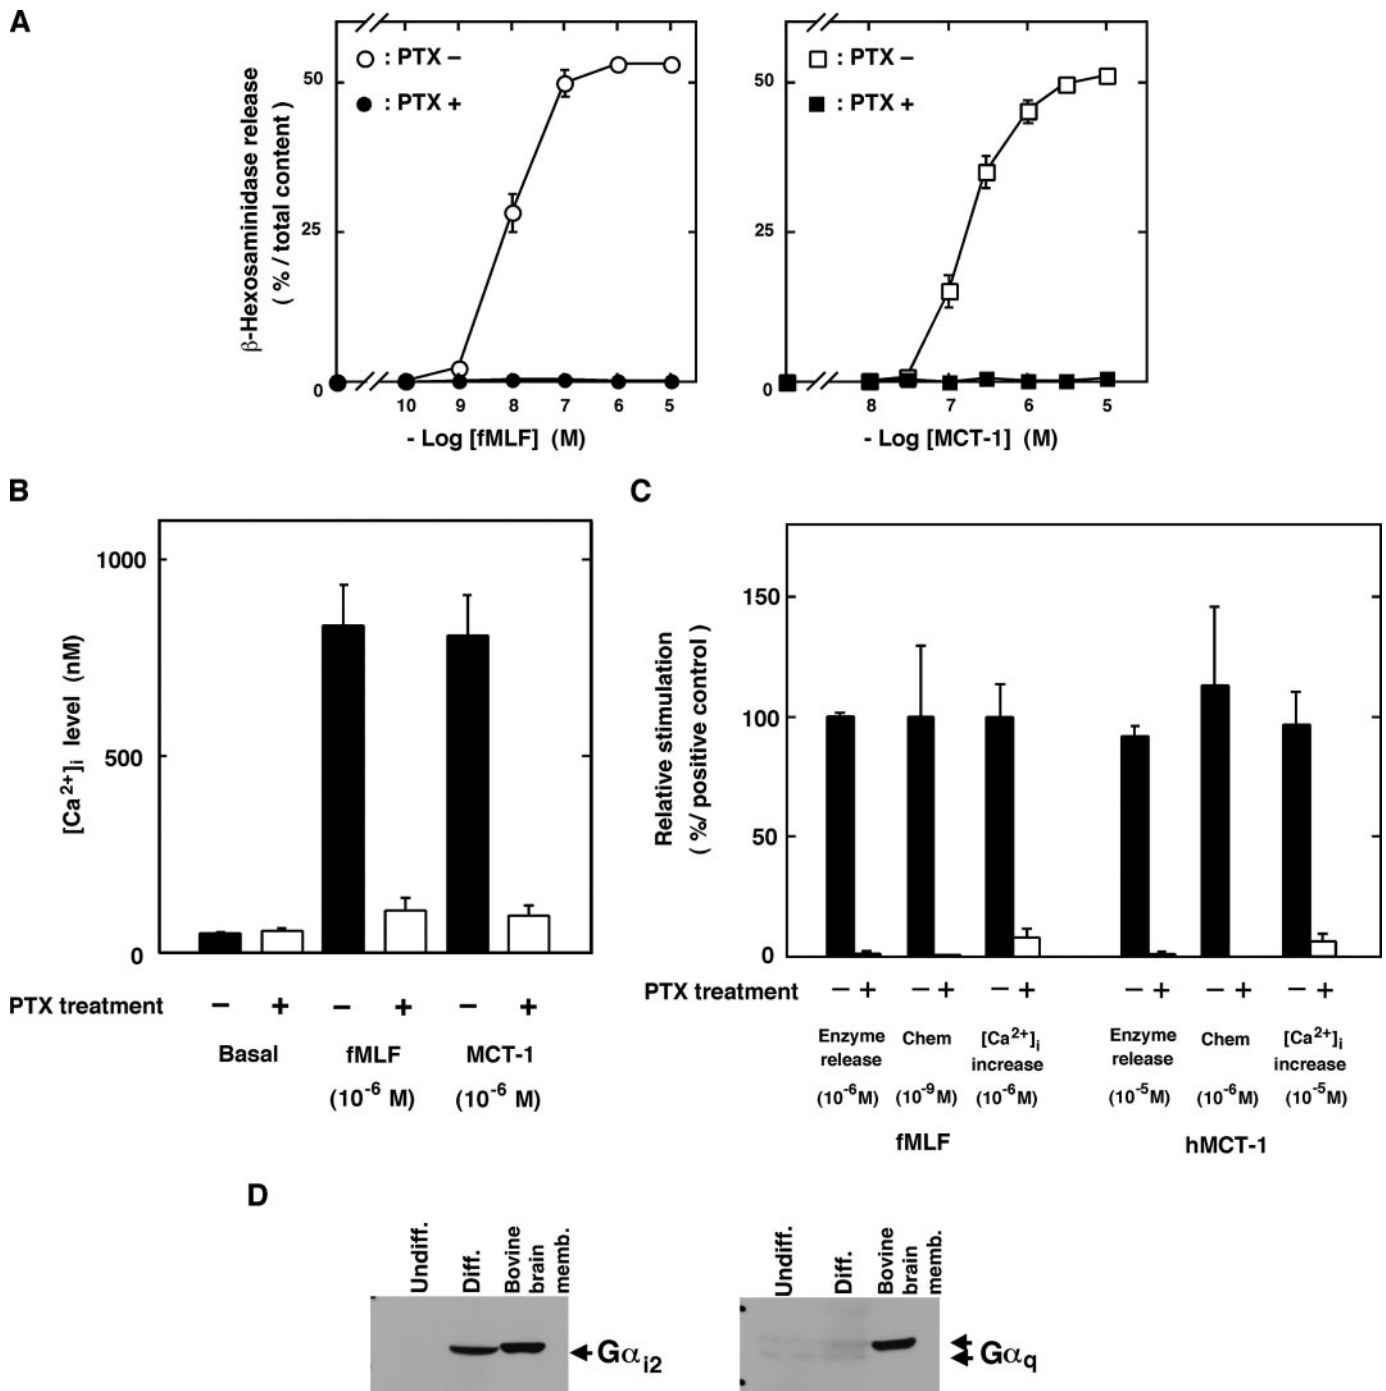 A
β-Hexosaminidase release
( % / total content )
○ : PTX –
● : PTX +
50
25
0
10 9 8 7 6 5
- Log [fMLF] (M)
□ : PTX –
■ : PTX +
50
25
0
8 7 6 5
- Log [MCT-1] (M)
B
[Ca²⁺]ᵢ level (nM)
1000
500
0
PTX treatment – + – + – +
Basal fMLF MCT-1
(10⁻⁶ M) (10⁻⁶ M)
C
Relative stimulation
( %/ positive control )
150
100
50
0
PTX treatment – + – + – + – + – + – +
Enzyme release Chem [Ca²⁺]ᵢ increase Enzyme release Chem [Ca²⁺]ᵢ increase
(10⁻⁶M) (10⁻⁹M) (10⁻⁶M) (10⁻⁵M) (10⁻⁶M) (10⁻⁵M)
fMLF hMCT-1
D
Undiff.
Diff.
Bovine
brain
memb.
Gαi2
Undiff.
Diff.
Bovine
brain
memb.
Gαq